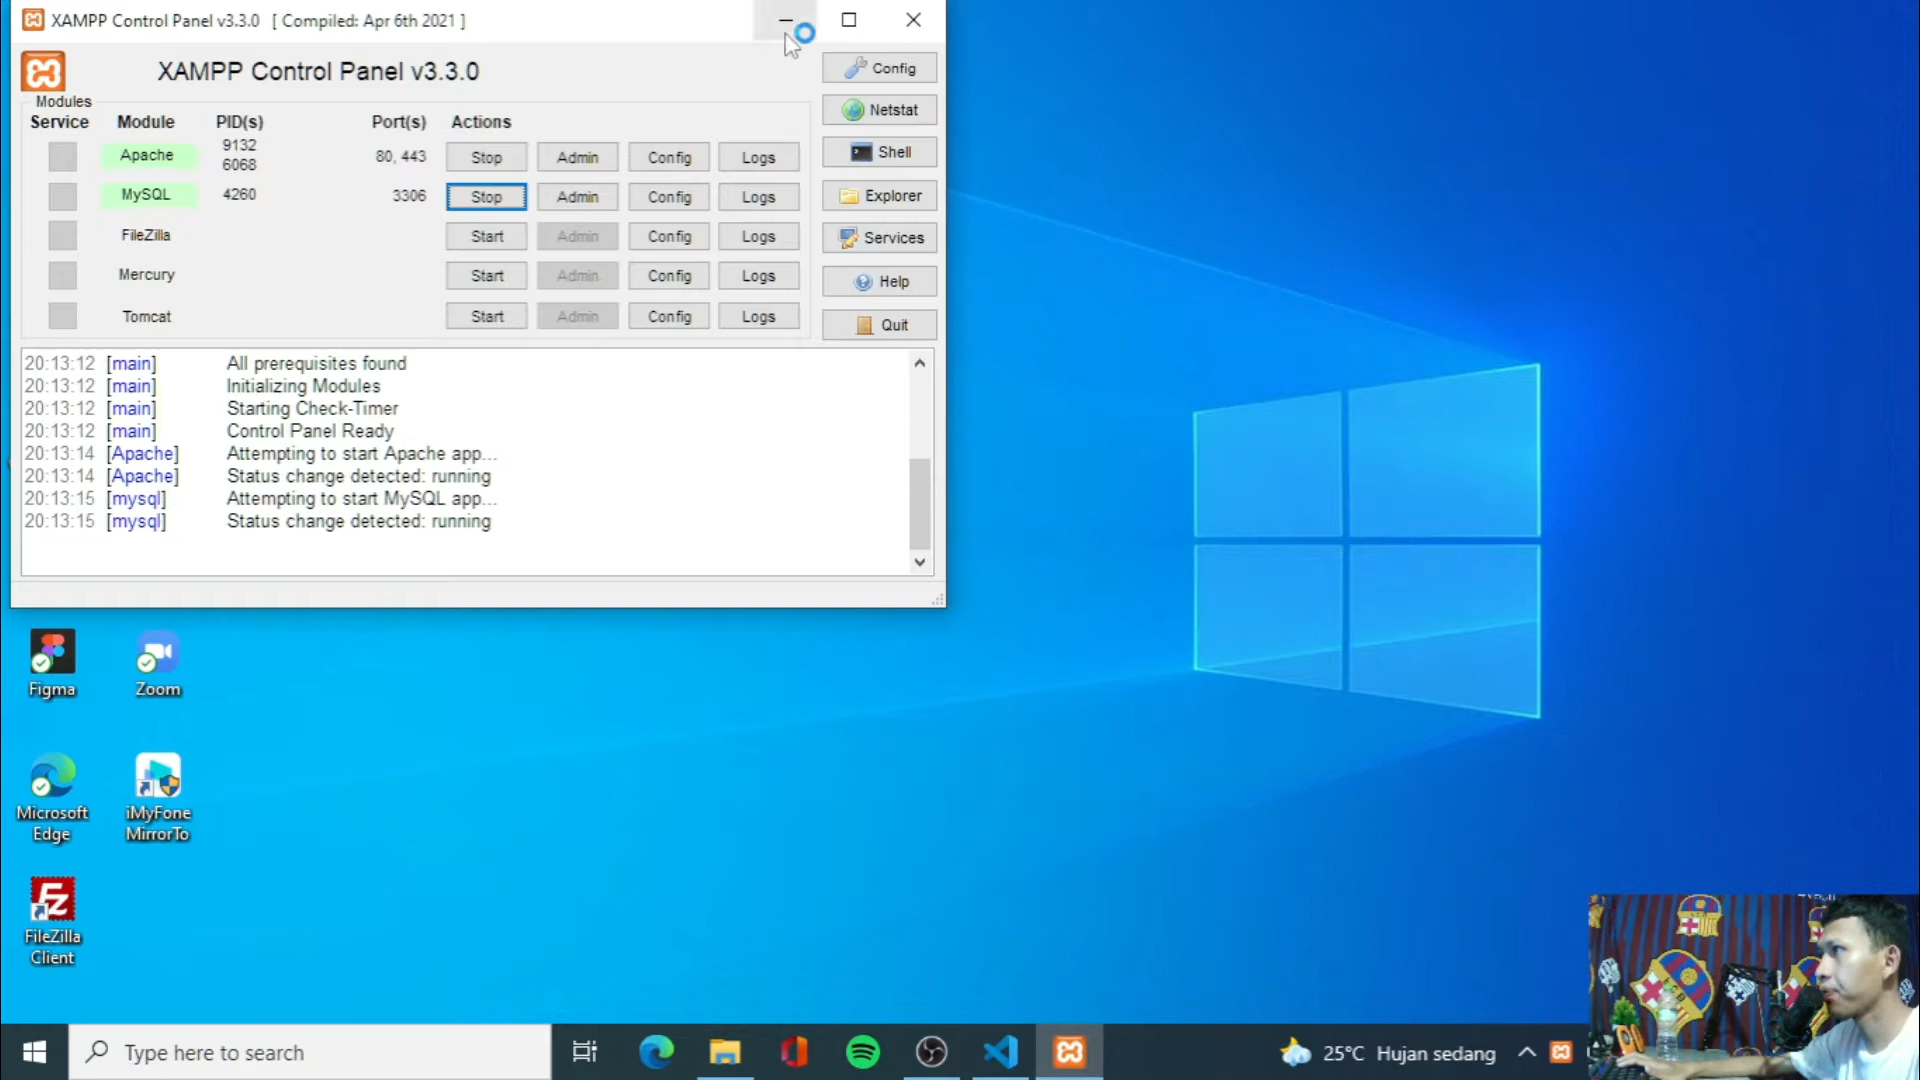 XAMPP Control Panel v3.3.0 [ Compiled: Apr 6th 2021 ]
XAMPP Control Panel v3.3.0
Config
Modules
Netstat
Service Module PID(s) Port(s) Actions
Apache 9132 6068 80, 443 Stop Admin Config Logs
Shell
MySQL 4260 3306 Stop Admin Config Logs
Explorer
FileZilla Start Admin Config Logs
Services
Mercury Start Admin Config Logs
Help
Tomcat Start Admin Config Logs
Quit
20:13:12 [main] All prerequisites found
20:13:12 [main] Initializing Modules
20:13:12 [main] Starting Check-Timer
20:13:12 [main] Control Panel Ready
20:13:14 [Apache] Attempting to start Apache app...
20:13:14 [Apache] Status change detected: running
20:13:15 [mysql] Attempting to start MySQL app...
20:13:15 [mysql] Status change detected: running
Figma
Zoom
Microsoft Edge
iMyFone MirrorTo
FileZilla Client
Type here to search
25°C Hujan sedang